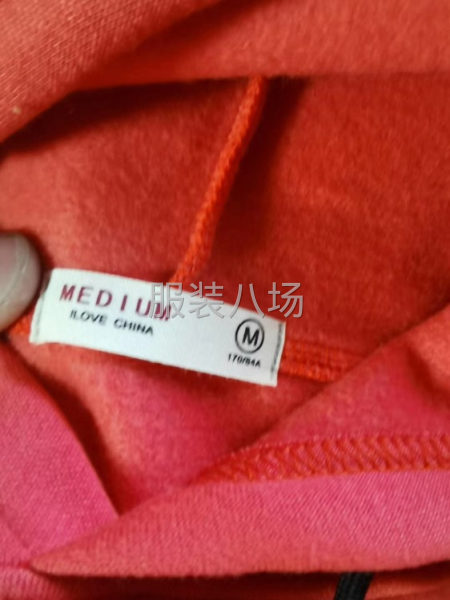 MEDIUM
ILOVE CHINA
M
170/84A
服装八场